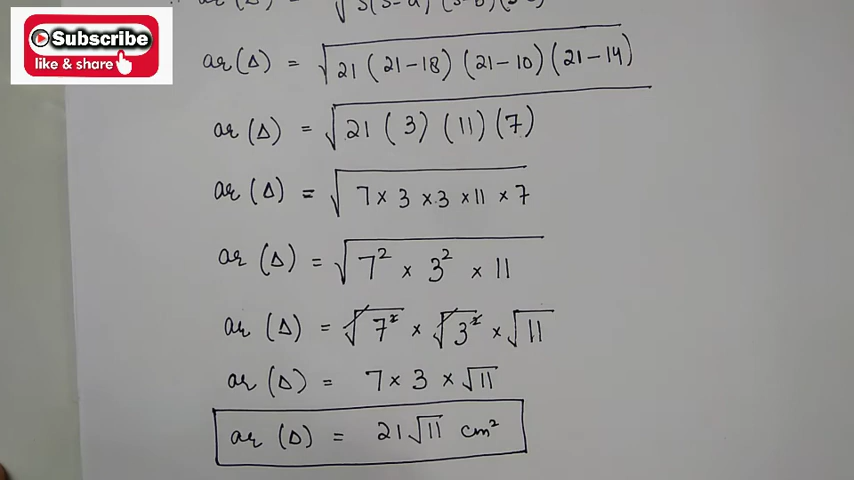 ar (Δ) = √s(s-a) (s-b) (s-c)
Subscribe
like & share
ar (Δ) = √21 (21-18) (21-10) (21-14)
ar (Δ) = √21 (3) (11) (7)
ar (Δ) = √7 × 3 × 3 × 11 × 7
ar (Δ) = √7² × 3² × 11
ar (Δ) = √7² × √3² × √11
ar (Δ) = 7 × 3 × √11
ar (Δ) = 21√11 cm²